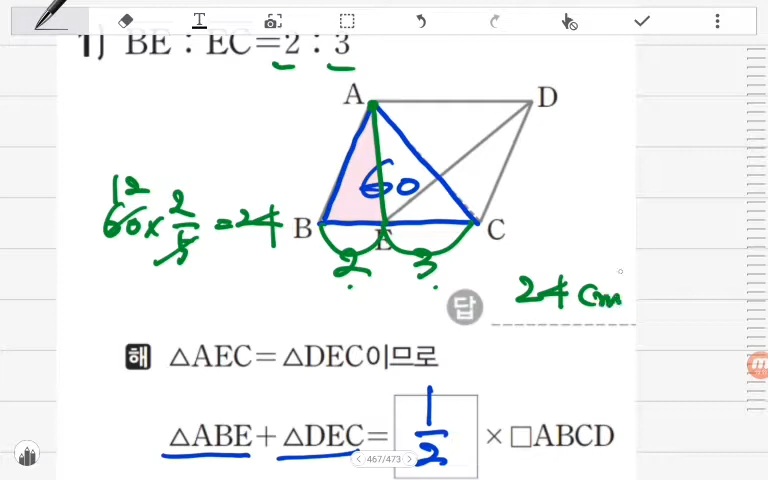 1) BE : EC=2 : 3
A
D
60
12
60 × 2/5 = 24
B
E
C
2
3
답
24 cm
해 △AEC=△DEC이므로
△ABE+△DEC= 1/2 ×□ABCD
467/473